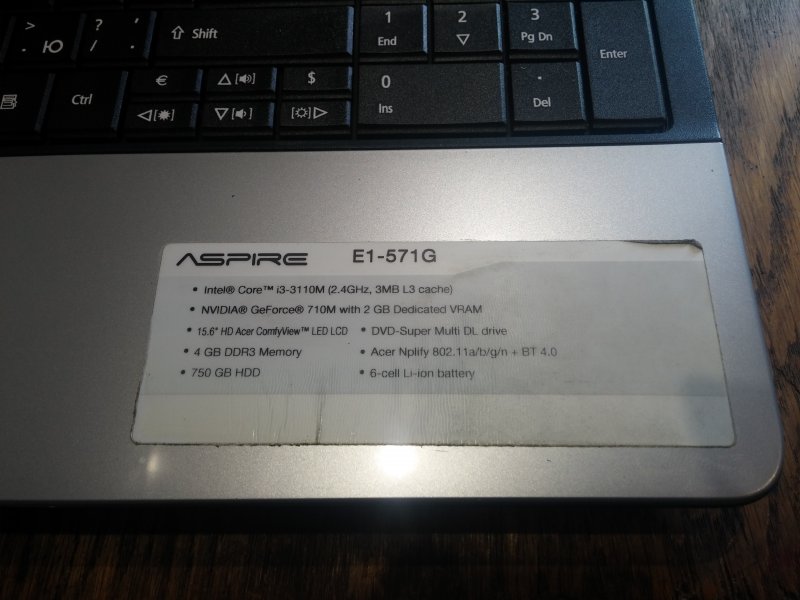 > . Ю
? / .
⇧ Shift
1 End
2 ▽
3 Pg Dn
Enter
Ctrl
€
△ [🔊]
$
0 Ins
. Del
◁ [☀]
▽ [🔉]
[☼] ▷
ASPIRE E1-571G
• Intel® Core™ i3-3110M (2.4GHz, 3MB L3 cache)
• NVIDIA® GeForce® 710M with 2 GB Dedicated VRAM
• 15.6" HD Acer ComfyView™ LED LCD • DVD-Super Multi DL drive
• 4 GB DDR3 Memory • Acer Nplify 802.11a/b/g/n + BT 4.0
• 750 GB HDD • 6-cell Li-ion battery